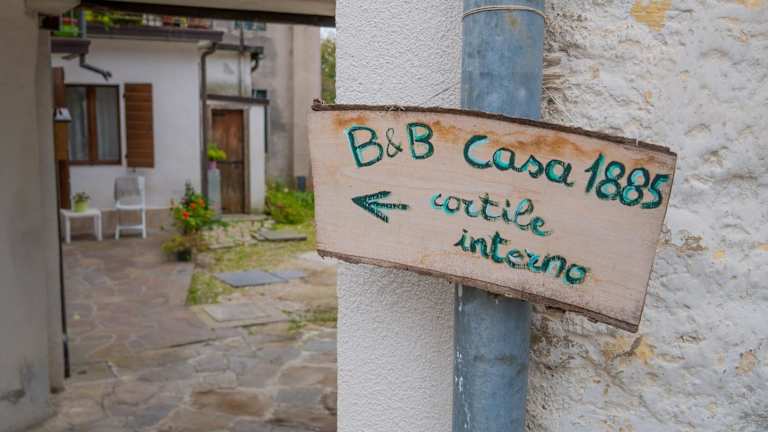 B&B Casa 1885
← cortile
interno